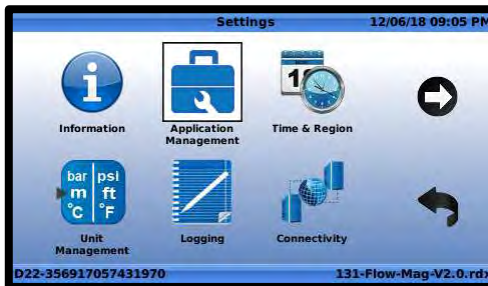 Settings
12/06/18 09:05 PM
Information
Application
Management
Time & Region
bar psi
m ft
°C °F
Unit
Management
Logging
Connectivity
D22-356917057431970
131-Flow-Mag-V2.0.rdx